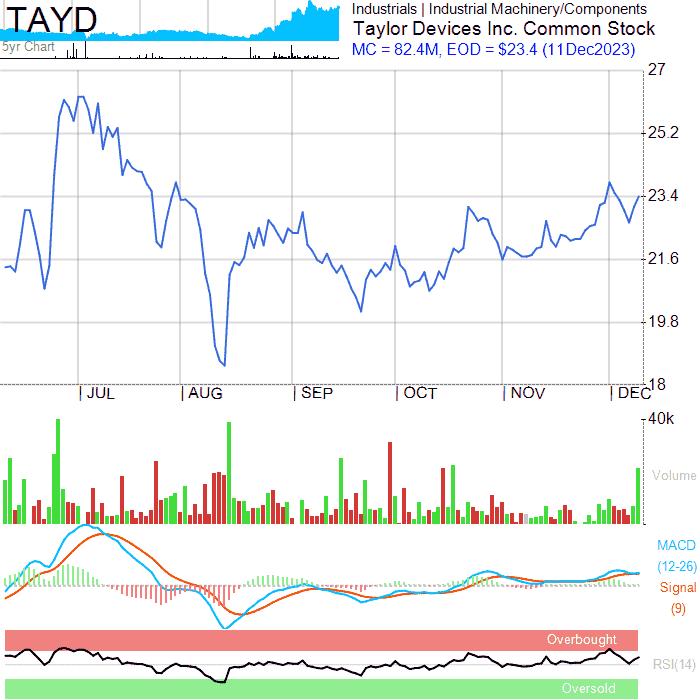 TAYD
5yr Chart
Industrials | Industrial Machinery/Components
Taylor Devices Inc. Common Stock
MC = 82.4M, EOD = $23.4 (11Dec2023)
27
25.2
23.4
21.6
19.8
18
JUL
AUG
SEP
OCT
NOV
DEC
40k
Volume
MACD
(12-26)
Signal
(9)
Overbought
RSI(14)
Oversold